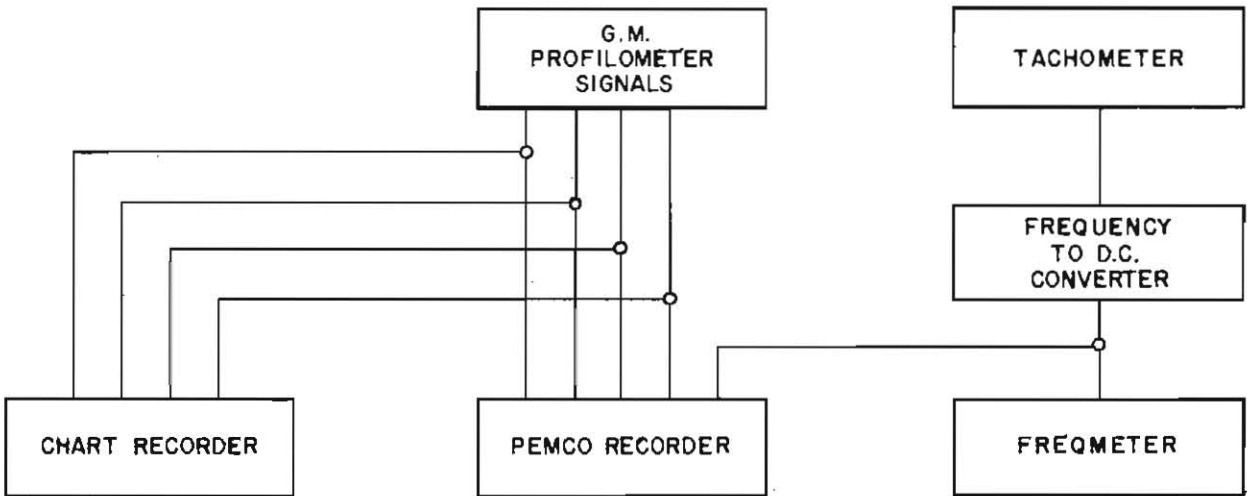 G.M.
PROFILOMETER
SIGNALS
TACHOMETER
FREQUENCY
TO D.C.
CONVERTER
CHART RECORDER
PEMCO RECORDER
FREQMETER